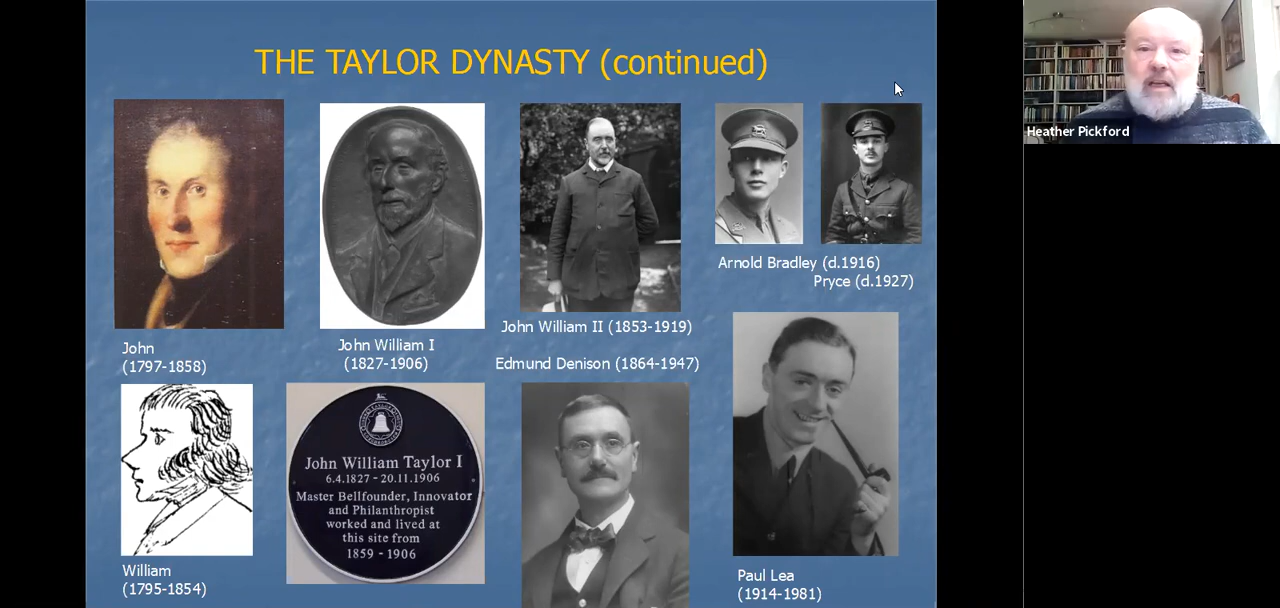 THE TAYLOR DYNASTY (continued)
Heather Pickford
Arnold Bradley (d.1916)
Pryce (d.1927)
John William II (1853-1919)
John
(1797-1858)
John William I
(1827-1906)
Edmund Denison (1864-1947)
John William Taylor I
6.4.1827 - 20.11.1906
Master Bellfounder, Innovator
and Philanthropist
worked and lived at
this site from
1859 - 1906
William
(1795-1854)
Paul Lea
(1914-1981)